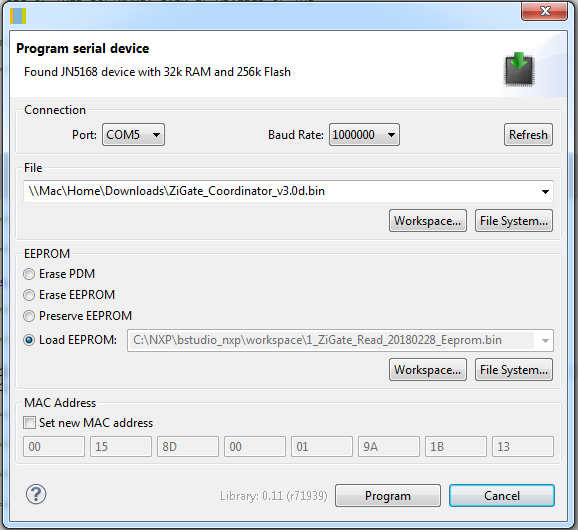 Program serial device
Found JN5168 device with 32k RAM and 256k Flash
Connection
Port: COM5 Baud Rate: 1000000 Refresh
File
\\Mac\Home\Downloads\ZiGate_Coordinator_v3.0d.bin
Workspace... File System...
EEPROM
Erase PDM
Erase EEPROM
Preserve EEPROM
Load EEPROM: C:\NXP\bstudio_nxp\workspace\1_ZiGate_Read_20180228_Eeprom.bin
Workspace... File System...
MAC Address
Set new MAC address
00 15 8D 00 01 9A 1B 13
? Library: 0.11 (r71939) Program Cancel